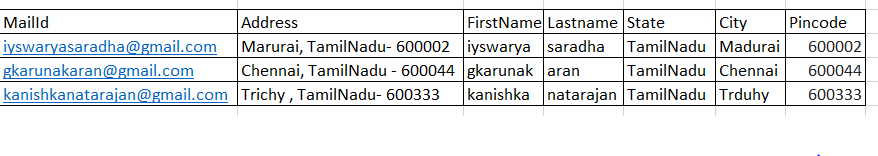 MailId Address FirstName Lastname State City Pincode
iyswaryasaradha@gmail.com Marurai, TamilNadu- 600002 iyswarya saradha TamilNadu Madurai 600002
gkarunakaran@gmail.com Chennai, TamilNadu - 600044 gkarunak aran TamilNadu Chennai 600044
kanishkanatarajan@gmail.com Trichy , TamilNadu- 600333 kanishka natarajan TamilNadu Trduhy 600333